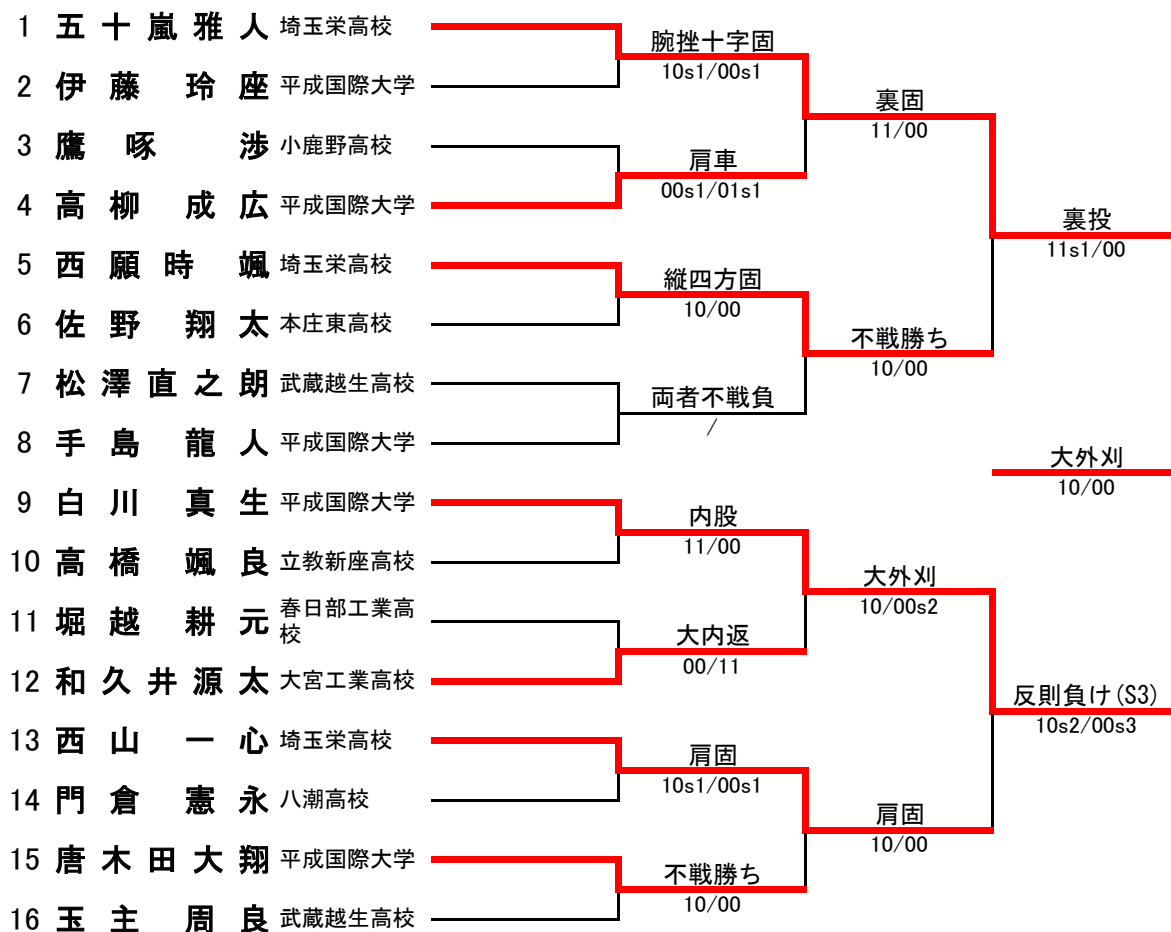 1 五十嵐雅人 埼玉栄高校
2 伊藤 玲座 平成国際大学
3 鷹啄 渉 小鹿野高校
4 高柳 成広 平成国際大学
5 西願時 颯 埼玉栄高校
6 佐野 翔太 本庄東高校
7 松澤直之朗 武蔵越生高校
8 手島 龍人 平成国際大学
9 白川 真生 平成国際大学
10 高橋 颯良 立教新座高校
11 堀越 耕元 春日部工業高
校
12 和久井源太 大宮工業高校
13 西山 一心 埼玉栄高校
14 門倉 憲永 八潮高校
15 唐木田大翔 平成国際大学
16 玉主 周良 武蔵越生高校
腕挫十字固
10s1/00s1
肩車
00s1/01s1
縦四方固
10/00
両者不戦負
/
内股
11/00
大内返
00/11
肩固
10s1/00s1
不戦勝ち
10/00
裏固
11/00
不戦勝ち
10/00
大外刈
10/00s2
肩固
10/00
裏投
11s1/00
大外刈
10/00
反則負け(S3)
10s2/00s3